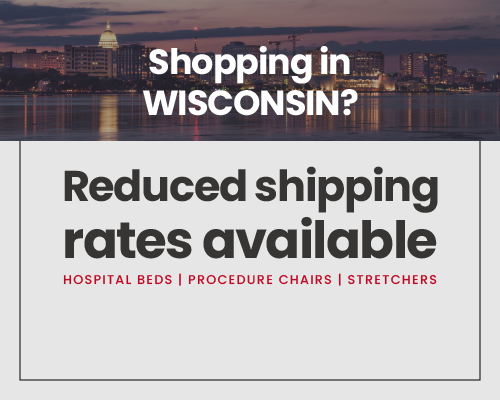 Shopping in
WISCONSIN?
Reduced shipping
rates available
HOSPITAL BEDS | PROCEDURE CHAIRS | STRETCHERS